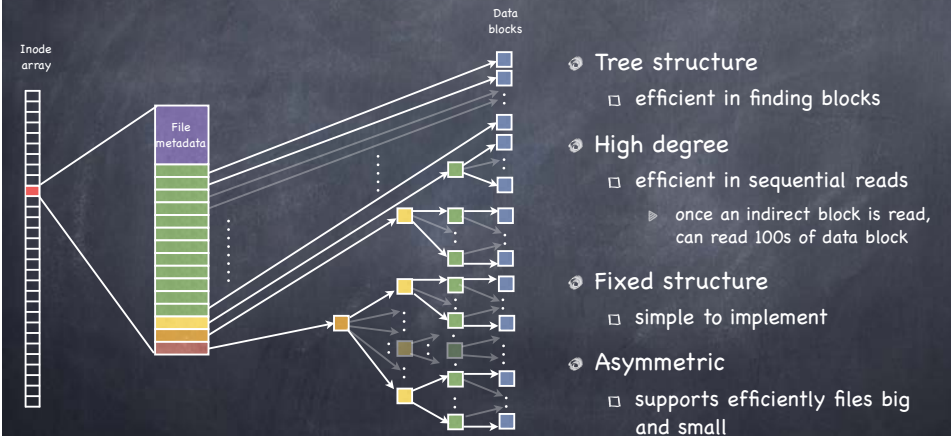 Inode
array
File
metadata
Data
blocks
Tree structure
efficient in finding blocks
High degree
efficient in sequential reads
once an indirect block is read,
can read 100s of data block
Fixed structure
simple to implement
Asymmetric
supports efficiently files big
and small